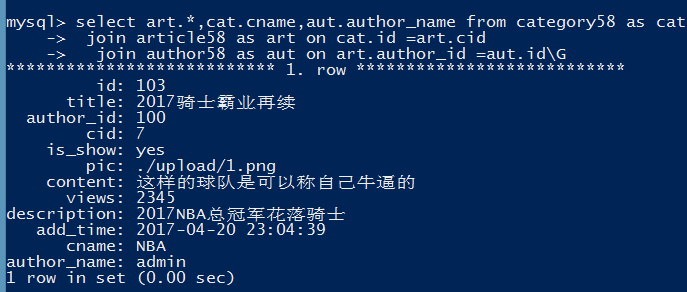 mysql> select art.*,cat.cname,aut.author_name from category58 as cat
    -> join article58 as art on cat.id =art.cid
    ->  join author58 as aut on art.author_id =aut.id\G
*************************** 1. row ***************************
         id: 103
      title: 2017骑士霸业再续
  author_id: 100
        cid: 7
    is_show: yes
        pic: ./upload/1.png
    content: 这样的球队是可以称自己牛逼的
      views: 2345
description: 2017NBA总冠军花落骑士
   add_time: 2017-04-20 23:04:39
      cname: NBA
author_name: admin
1 row in set (0.00 sec)